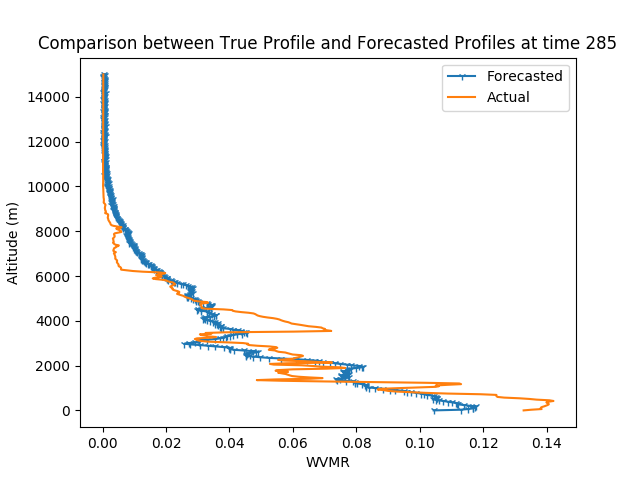 Comparison between True Profile and Forecasted Profiles at time 285
Forecasted
Actual
14000
12000
10000
8000
6000
4000
2000
0
Altitude (m)
0.00 0.02 0.04 0.06 0.08 0.10 0.12 0.14
WVMR